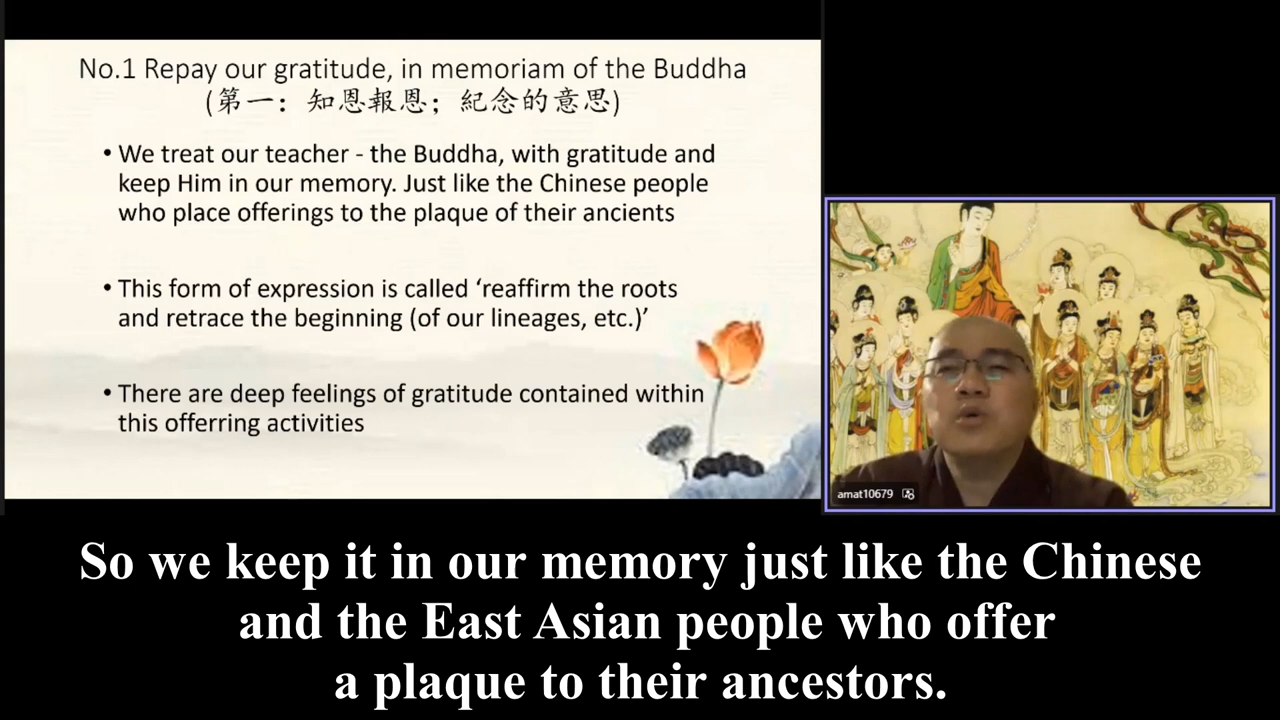 No.1 Repay our gratitude, in memoriam of the Buddha
(第一：知恩報恩；紀念的意思)
• We treat our teacher - the Buddha, with gratitude and
keep Him in our memory. Just like the Chinese people
who place offerings to the plaque of their ancients
• This form of expression is called ‘reaffirm the roots
and retrace the beginning (of our lineages, etc.)’
• There are deep feelings of gratitude contained within
this offerring activities
amat10679
So we keep it in our memory just like the Chinese
and the East Asian people who offer
a plaque to their ancestors.